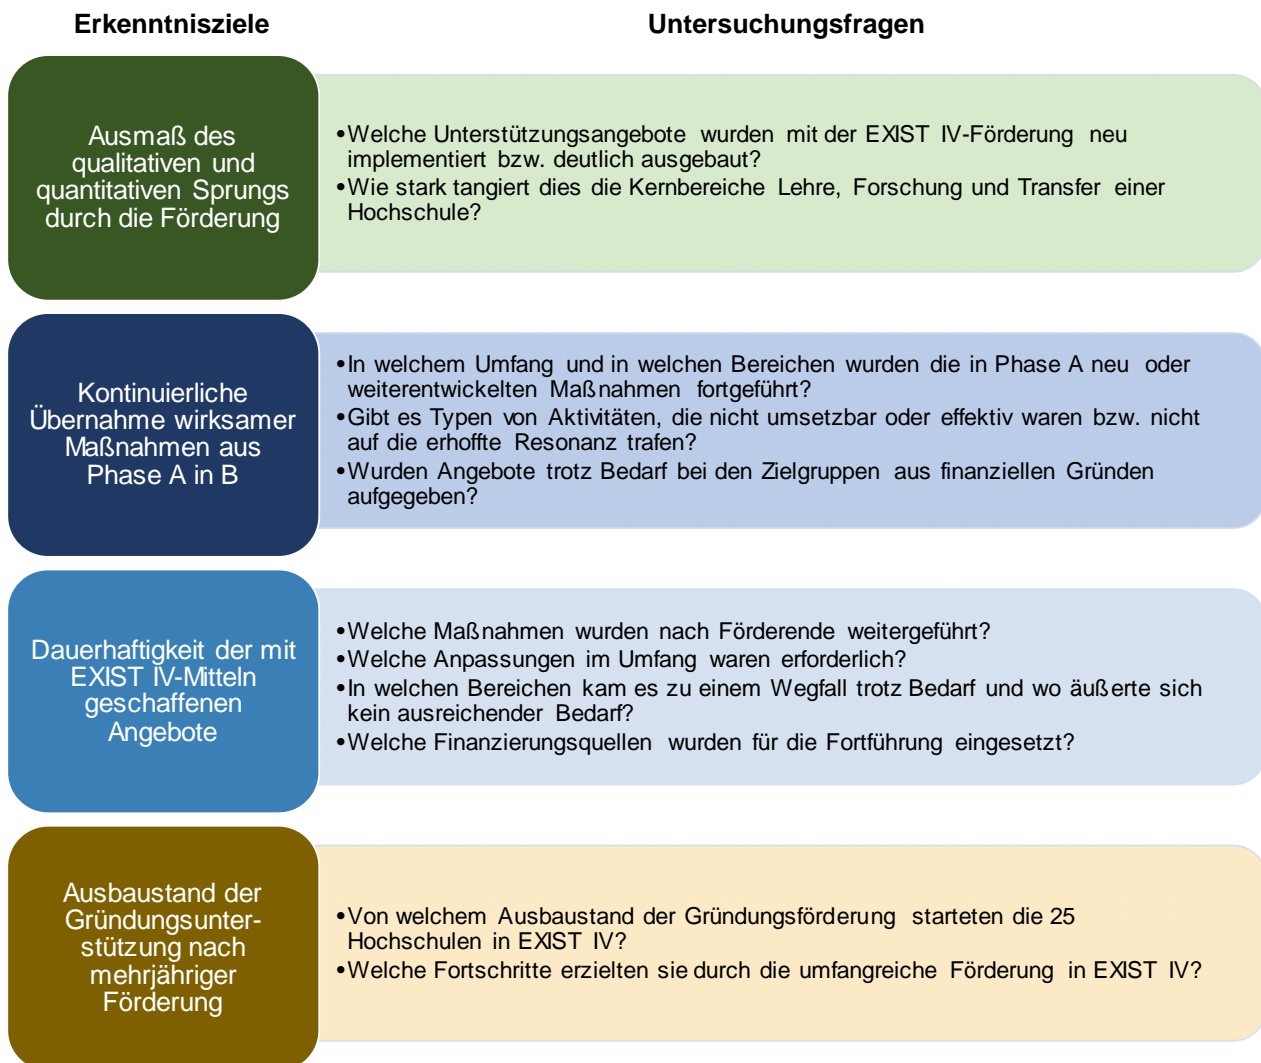 Erkenntnisziele
Untersuchungsfragen
Ausmaß des
qualitativen und
quantitativen Sprungs
durch die Förderung
•Welche Unterstützungsangebote wurden mit der EXIST IV-Förderung neu
implementiert bzw. deutlich ausgebaut?
•Wie stark tangiert dies die Kernbereiche Lehre, Forschung und Transfer einer
Hochschule?
Kontinuierliche
Übernahme wirksamer
Maßnahmen aus
Phase A in B
•In welchem Umfang und in welchen Bereichen wurden die in Phase A neu oder
weiterentwickelten Maßnahmen fortgeführt?
•Gibt es Typen von Aktivitäten, die nicht umsetzbar oder effektiv waren bzw. nicht
auf die erhoffte Resonanz trafen?
•Wurden Angebote trotz Bedarf bei den Zielgruppen aus finanziellen Gründen
aufgegeben?
Dauerhaftigkeit der mit
EXIST IV-Mitteln
geschaffenen
Angebote
•Welche Maßnahmen wurden nach Förderende weitergeführt?
•Welche Anpassungen im Umfang waren erforderlich?
•In welchen Bereichen kam es zu einem Wegfall trotz Bedarf und wo äußerte sich
kein ausreichender Bedarf?
•Welche Finanzierungsquellen wurden für die Fortführung eingesetzt?
Ausbaustand der
Gründungsunter-
stützung nach
mehrjähriger
Förderung
•Von welchem Ausbaustand der Gründungsförderung starteten die 25
Hochschulen in EXIST IV?
•Welche Fortschritte erzielten sie durch die umfangreiche Förderung in EXIST IV?